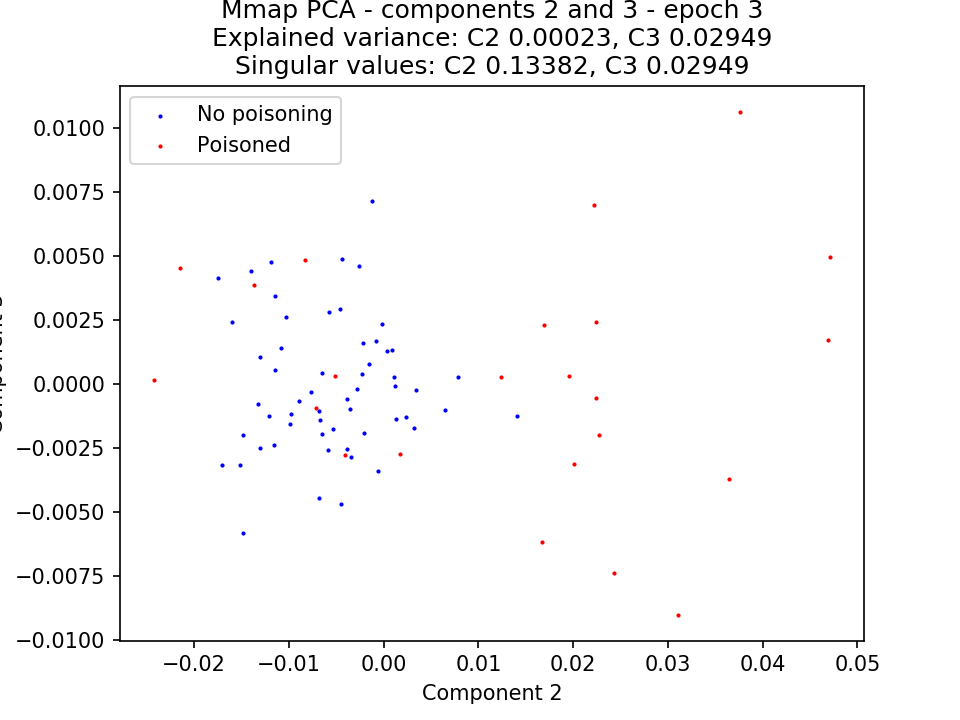 Mmap PCA - components 2 and 3 - epoch 3
Explained variance: C2 0.00023, C3 0.02949
Singular values: C2 0.13382, C3 0.02949
No poisoning
Poisoned
0.0100
0.0075
0.0050
0.0025
0.0000
−0.0025
−0.0050
−0.0075
−0.0100
−0.02 −0.01 0.00 0.01 0.02 0.03 0.04 0.05
Component 2